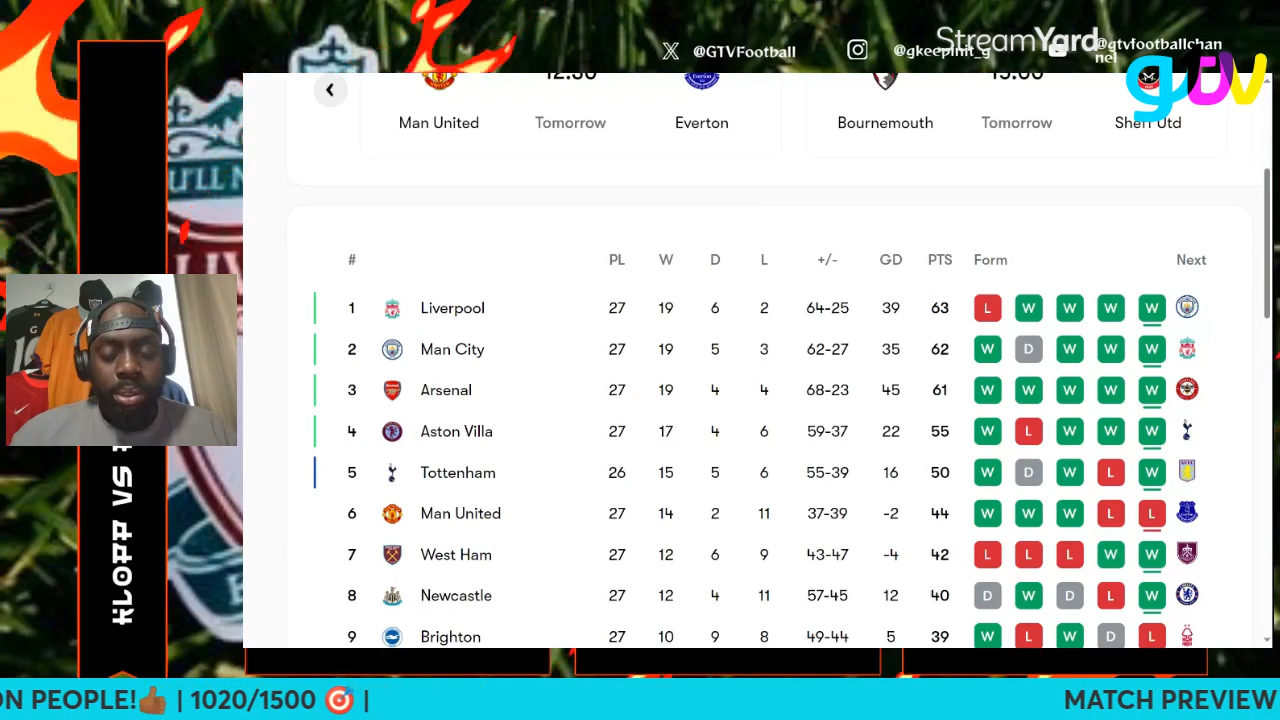 StreamYard
@GTVFootball
@gkeepinit_g
@gtvfootballchannel
gTV
12:30
15:00
Man United Tomorrow Everton
Bournemouth Tomorrow Sheff Utd
# PL W D L +/- GD PTS Form Next
1 Liverpool 27 19 6 2 64-25 39 63 L W W W W
2 Man City 27 19 5 3 62-27 35 62 W D W W W
3 Arsenal 27 19 4 4 68-23 45 61 W W W W W
4 Aston Villa 27 17 4 6 59-37 22 55 W L W W W
5 Tottenham 26 15 5 6 55-39 16 50 W D W L W
6 Man United 27 14 2 11 37-39 -2 44 W W W L L
7 West Ham 27 12 6 9 43-47 -4 42 L L L W W
8 Newcastle 27 12 4 11 57-45 12 40 D W D L W
9 Brighton 27 10 9 8 49-44 5 39 W L W D L
KLOPP VS
ON PEOPLE!👍🏾 | 1020/1500 🎯 |
MATCH PREVIEW